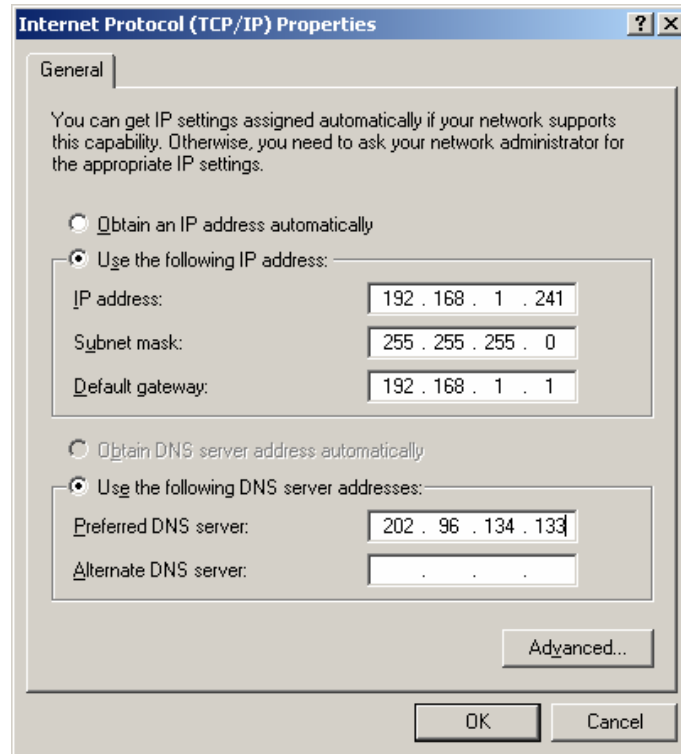 Internet Protocol (TCP/IP) Properties ? X
General
You can get IP settings assigned automatically if your network supports
this capability. Otherwise, you need to ask your network administrator for
the appropriate IP settings.
Obtain an IP address automatically
Use the following IP address:
IP address: 192 . 168 . 1 . 241
Subnet mask: 255 . 255 . 255 . 0
Default gateway: 192 . 168 . 1 . 1
Obtain DNS server address automatically
Use the following DNS server addresses:
Preferred DNS server: 202 . 96 . 134 . 133
Alternate DNS server: . . .
Advanced...
OK Cancel